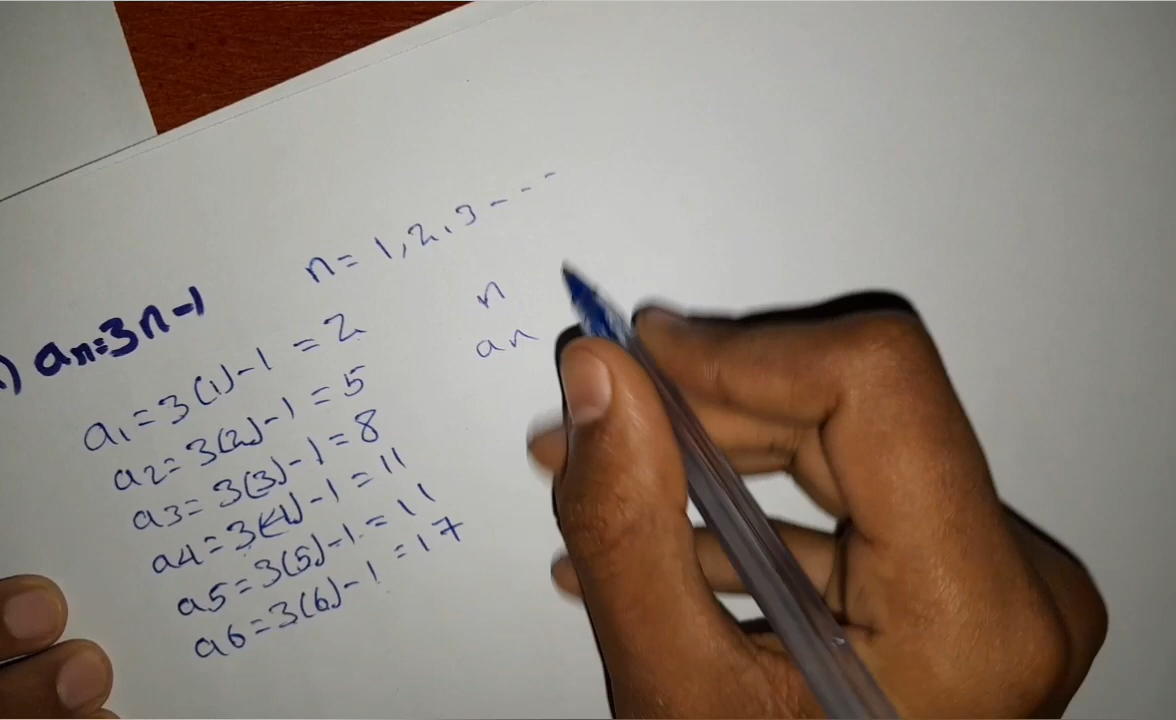 ) an=3n-1
n= 1,2,3 - - -
a1=3(1)-1 = 2
a2=3(2)-1 = 5
a3=3(3)-1 = 8
a4=3(4)-1 = 11
a5=3(5)-1 = 11
a6=3(6)-1 = 17
n
an